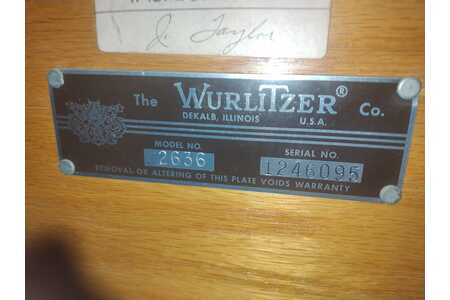 J. Taylor
The WURLITZER® Co.
DEKALB, ILLINOIS U.S.A.
MODEL NO. SERIAL NO.
2636 1246095
REMOVAL OR ALTERING OF THIS PLATE VOIDS WARRANTY